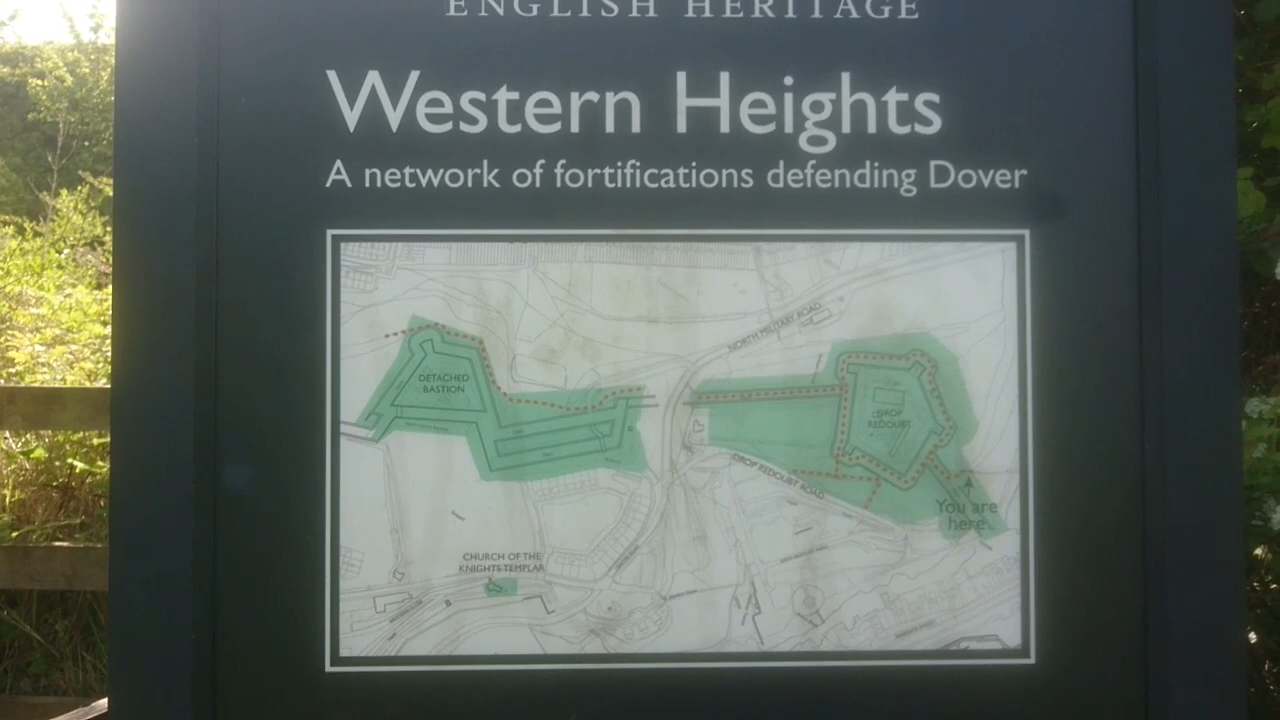 ENGLISH HERITAGE
Western Heights
A network of fortifications defending Dover
NORTH MILITARY ROAD
DETACHED
BASTION
DROP
REDOUBT
DROP REDOUBT ROAD
You are
here
CHURCH OF THE
KNIGHTS TEMPLAR